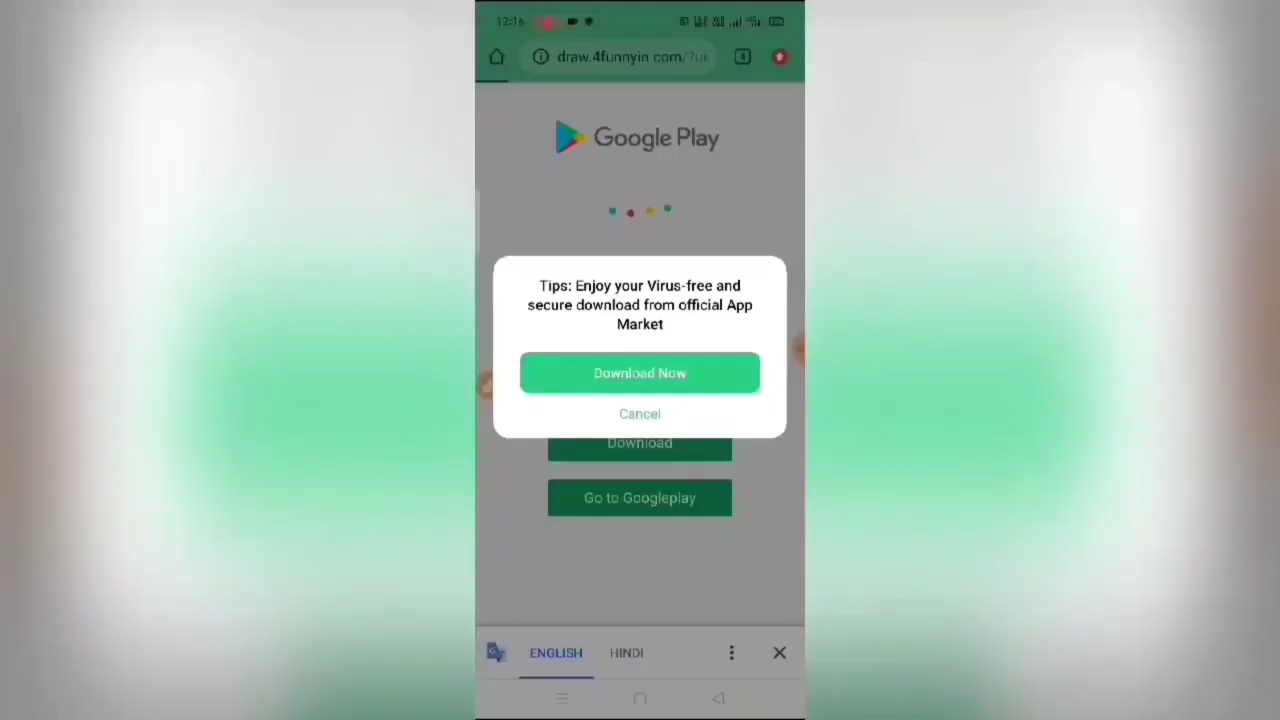 12:16
draw.4funnyin.com/?ui
Google Play
Tips: Enjoy your Virus-free and
secure download from official App
Market
Download Now
Cancel
Download
Go to Googleplay
ENGLISH HINDI